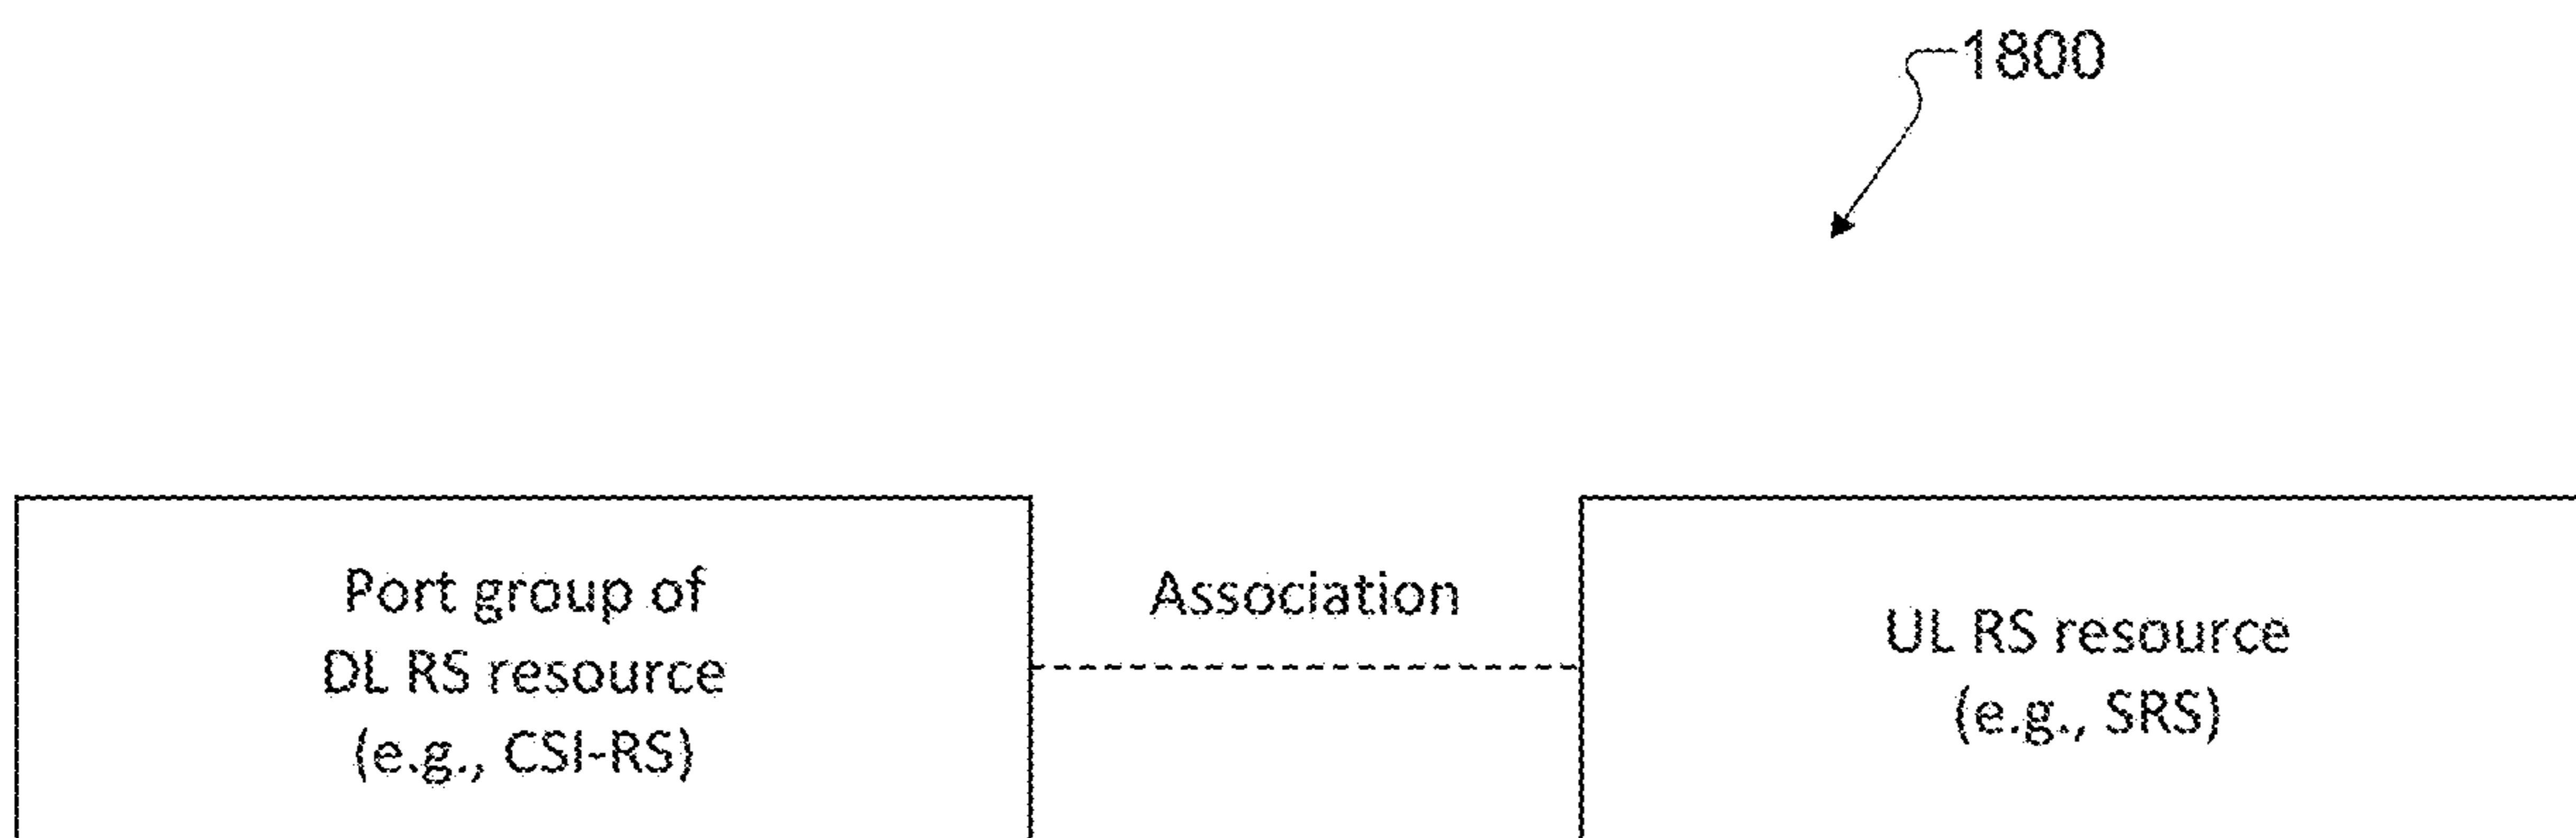 1800
Port group of
DL RS resource
(e.g., CSI-RS)
Association
UL RS resource
(e.g., SRS)